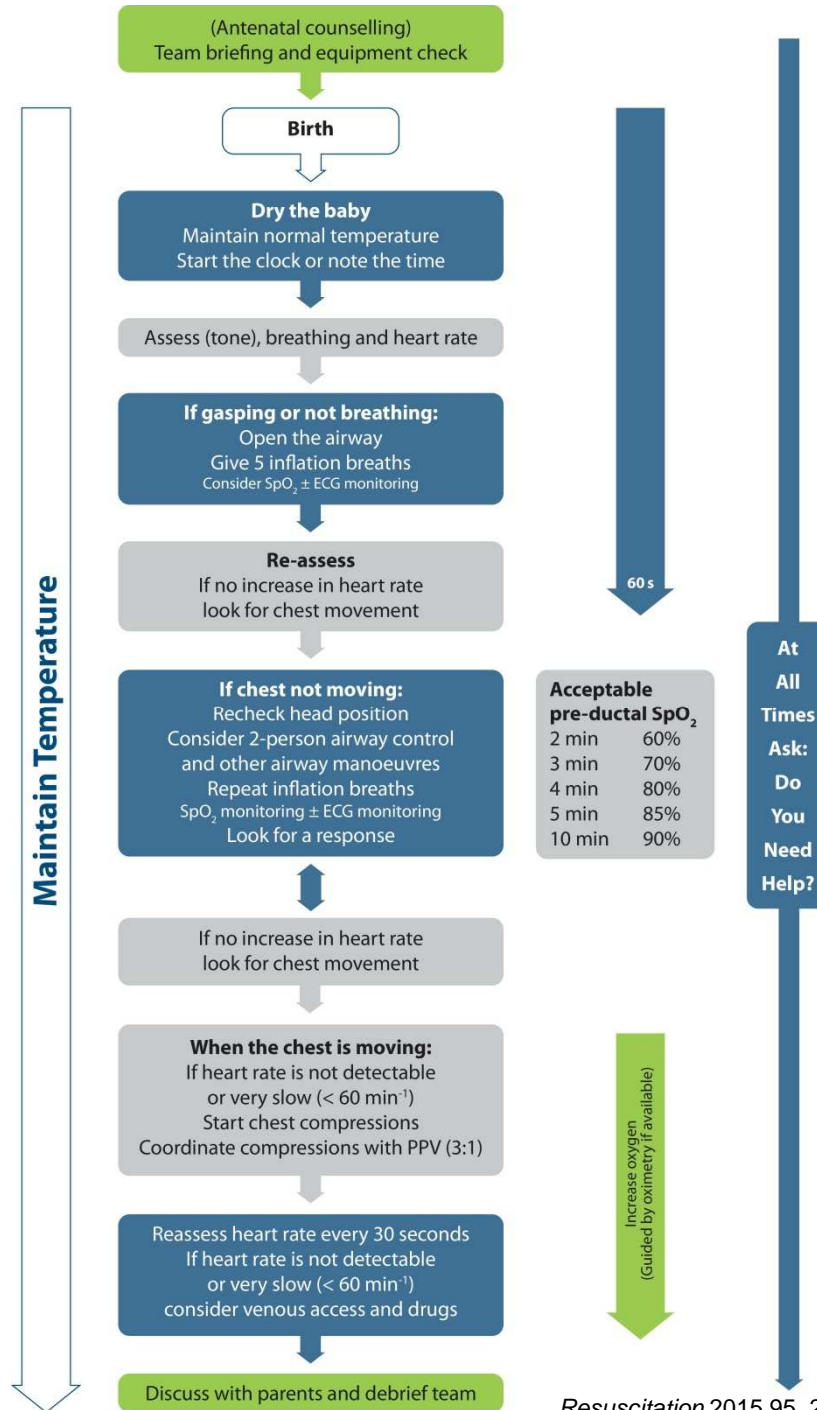 (Antenatal counselling)
Team briefing and equipment check
Birth
Dry the baby
Maintain normal temperature
Start the clock or note the time
Assess (tone), breathing and heart rate
If gasping or not breathing:
Open the airway
Give 5 inflation breaths
Consider SpO₂ ± ECG monitoring
Re-assess
If no increase in heart rate
look for chest movement
If chest not moving:
Recheck head position
Consider 2-person airway control
and other airway manoeuvres
Repeat inflation breaths
SpO₂ monitoring ± ECG monitoring
Look for a response
If no increase in heart rate
look for chest movement
When the chest is moving:
If heart rate is not detectable
or very slow (< 60 min⁻¹)
Start chest compressions
Coordinate compressions with PPV (3:1)
Reassess heart rate every 30 seconds
If heart rate is not detectable
or very slow (< 60 min⁻¹)
consider venous access and drugs
Discuss with parents and debrief team
Maintain Temperature
60 s
Acceptable
pre-ductal SpO₂
2 min 60%
3 min 70%
4 min 80%
5 min 85%
10 min 90%
Increase oxygen
(Guided by oximetry if available)
At
All
Times
Ask:
Do
You
Need
Help?
Resuscitation 2015 95, 2